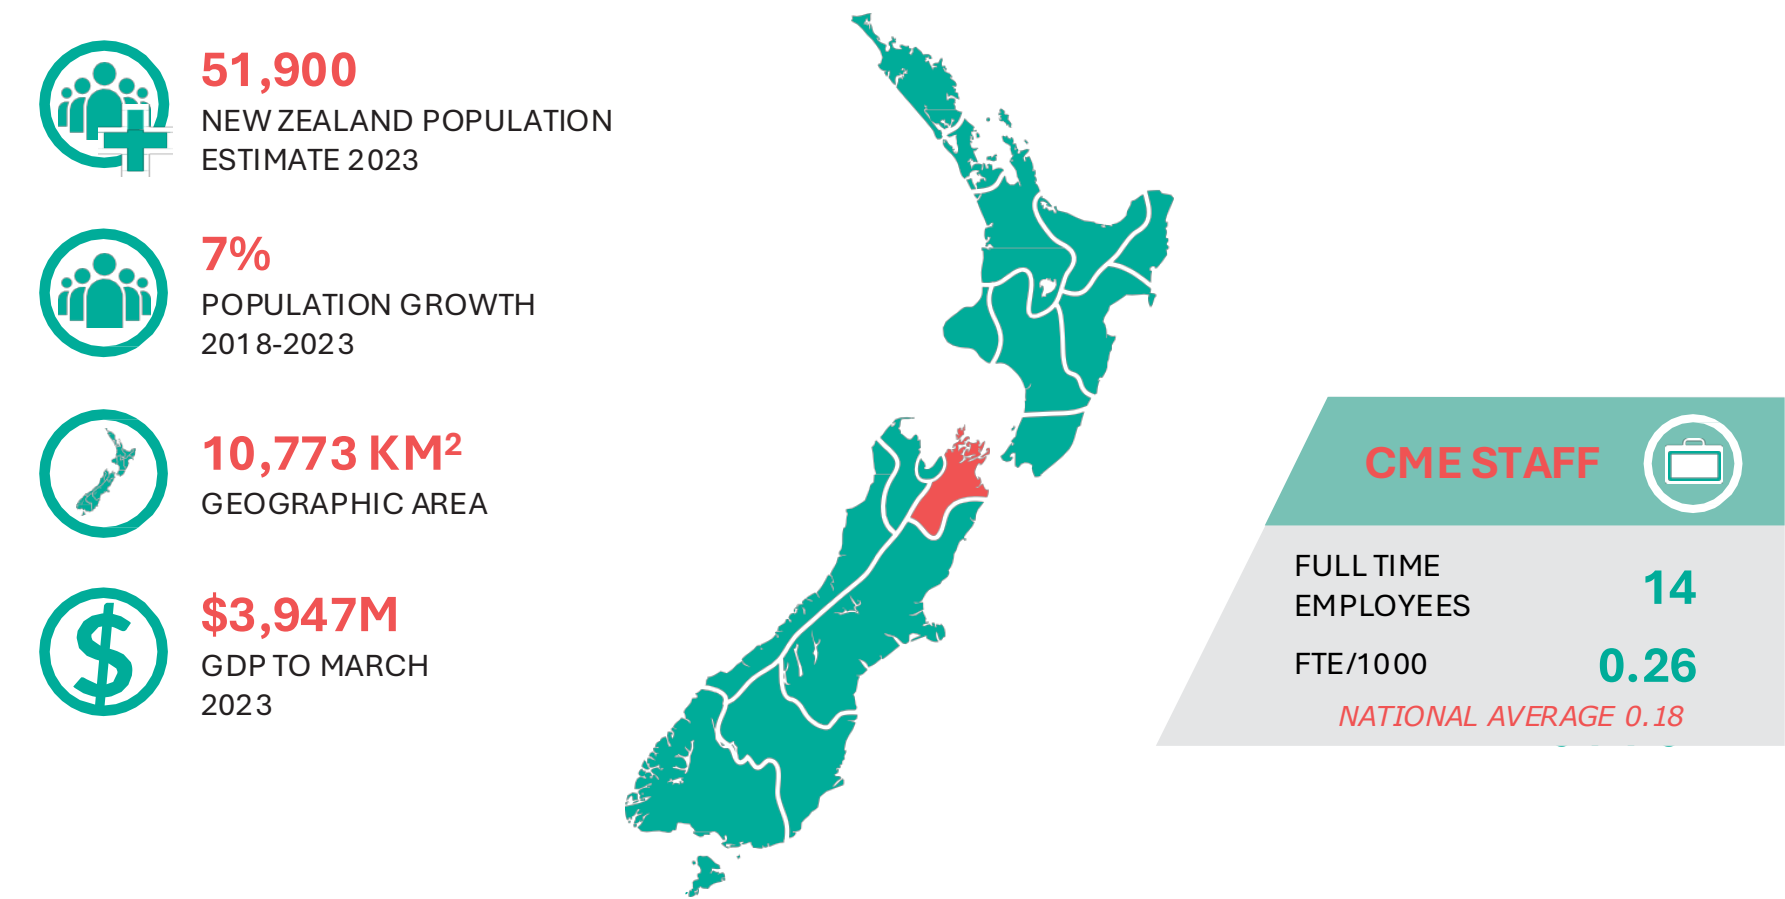 51,900
NEW ZEALAND POPULATION
ESTIMATE 2023
7%
POPULATION GROWTH
2018-2023
10,773 KM²
GEOGRAPHIC AREA
$3,947M
GDP TO MARCH
2023
CME STAFF
FULL TIME
EMPLOYEES
14
FTE/1000
0.26
NATIONAL AVERAGE 0.18